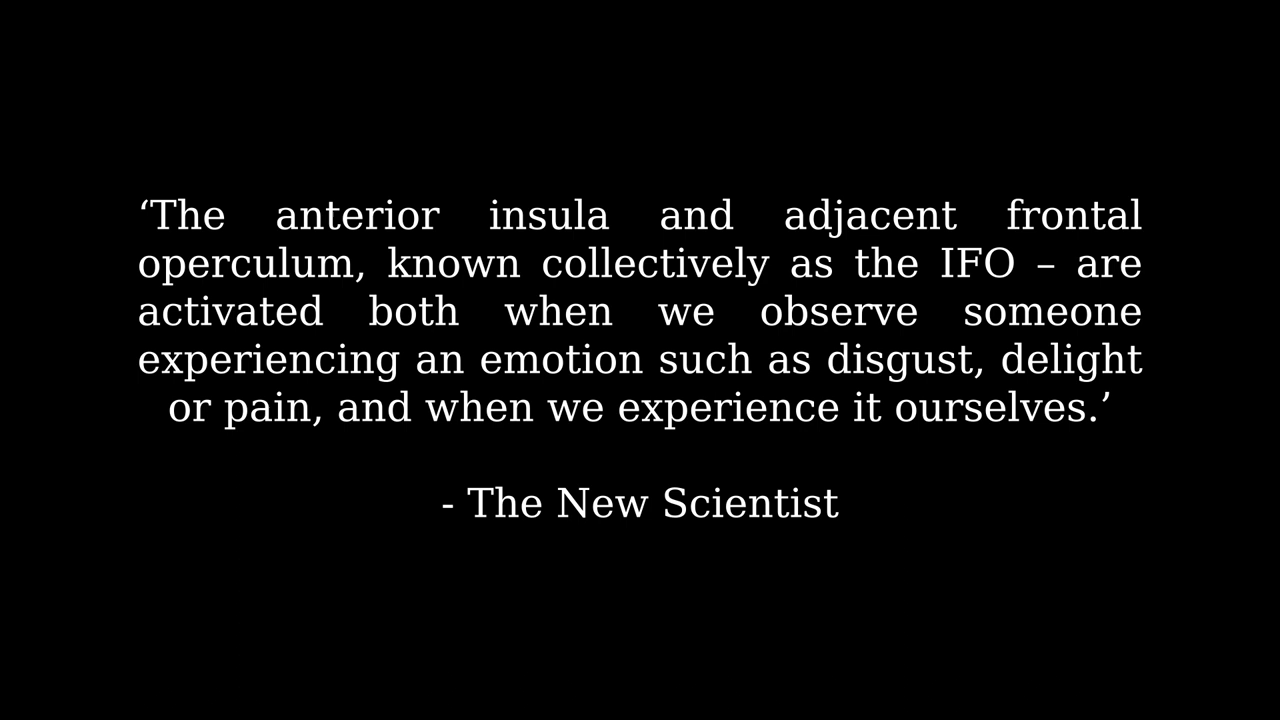 ‘The anterior insula and adjacent frontal
operculum, known collectively as the IFO – are
activated both when we observe someone
experiencing an emotion such as disgust, delight
or pain, and when we experience it ourselves.’
- The New Scientist